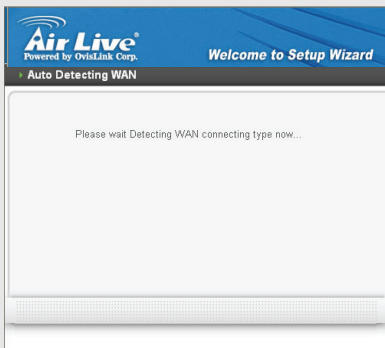 Air Live®
Powered by OvisLink Corp.
Welcome to Setup Wizard
Auto Detecting WAN
Please wait Detecting WAN connecting type now...